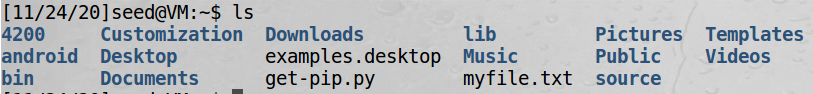 [11/24/20]seed@VM:~$ ls
4200 Customization Downloads lib Pictures Templates
android Desktop examples.desktop Music Public Videos
bin Documents get-pip.py myfile.txt source